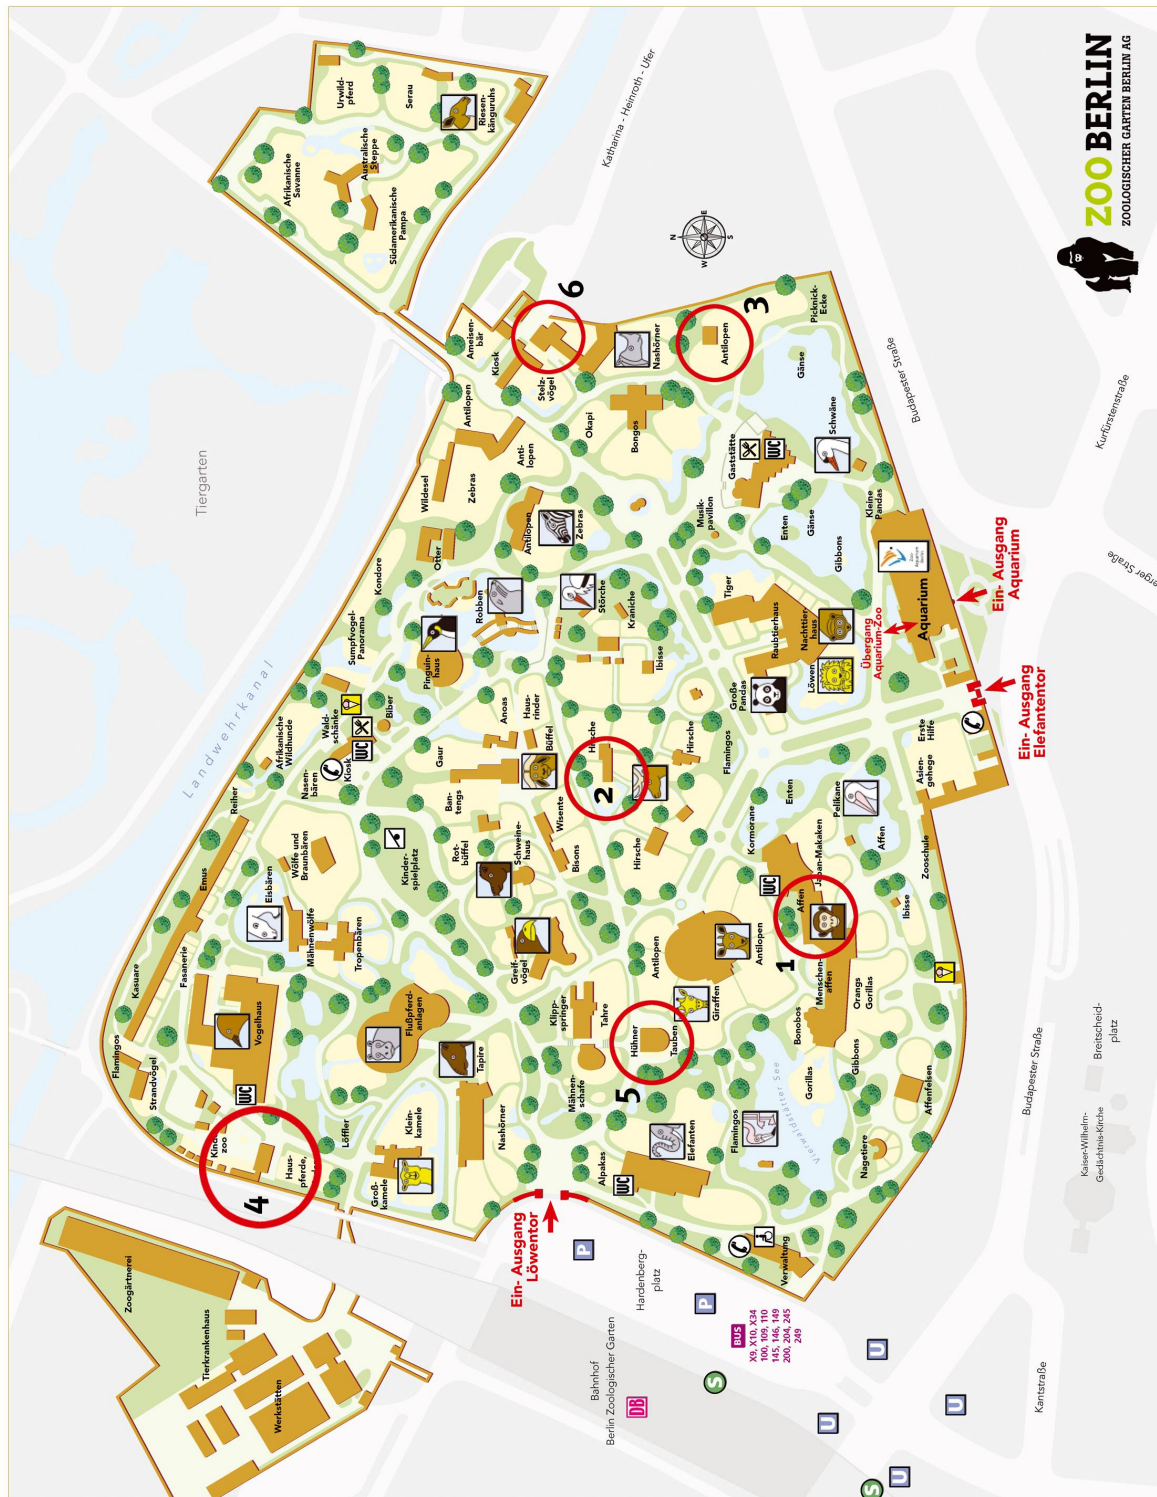 ZOO BERLIN
ZOOLOGISCHER GARTEN BERLIN AG
Katharina - Heinroth - Ufer
Urwild-
pferd
Serau
Riesen-
känguruhs
Afrikanische
Savanne
Australische
Steppe
Südamerikanische
Pampa
Tiergarten
Landwehrkanal
N
E
S
W
6
3
Ameisen-
bär
Kiosk
Stelz-
vögel
Nashörner
Antilopen
Picknick-
Ecke
Antilopen
Anti-
lopen
Okapi
Bongos
Gänse
Budapester Straße
Kurfürstenstraße
Wildesel
Zebras
Otter
Antilopen
Zebras
Gaststätte
WC
Schwäne
Musik-
pavillon
Enten
Gänse
Gibbons
Kleine
Pandas
Kondore
Sumpfvogel-
Panorama
Robben
Pinguin-
haus
Störche
Kraniche
Ibisse
Tiger
Raubtierhaus
Nachttier-
haus
Löwen
Große
Pandas
Zoo-
Aquarium
Berlin
Aquarium
Übergang
Aquarium-Zoo
Ein- Ausgang
Aquarium
Ein- Ausgang
Elefantentor
Afrikanische
Wildhunde
Wald-
schänke
Nasen-
bären
Kiosk
WC
Biber
Reiher
Gaur
Anoas
Haus-
rinder
Büffel
Hirsche
2
Hirsche
Flamingos
Ban-
tengs
Wisente
Bisons
Rot-
büffel
Schweine-
haus
Hirsche
Kormorane
Enten
Pelikane
Erste
Hilfe
Asien-
gehege
Zooschule
Emus
Wölfe und
Braunbären
Kinder-
spielplatz
Eisbären
Mähnenwölfe
Tropenbären
Greif-
vögel
Antilopen
Antilopen
WC
Affen
Japan-Makaken
Affen
Ibisse
1
Menschen-
affen
Orangs
Gorillas
Bonobos
Kasuare
Fasanerie
Flamingos
Strandvögel
Vogelhaus
WC
Flußpferd-
anlagen
Tapire
Klipp-
springer
Tahre
Hühner
Tauben
Giraffen
5
Mähnen-
schafe
Gorillas
Gibbons
Affenfelsen
Vierwaldstätter See
4
zoo
Haus-
pferde,
Löffler
Klein-
kamele
Groß-
kamele
Nashörner
Alpakas
WC
Elefanten
Flamingos
Nagetiere
Verwaltung
Ein- Ausgang
Löwentor
P
Hardenberg-
platz
P
Budapester Straße
Breitscheid-
platz
Kaiser-Wilhelm-
Gedächtnis-Kirche
Zoogärtnerei
Tierkrankenhaus
Werkstätten
Bahnhof
Berlin Zoologischer Garten
DB
BUS
X9, X10, X34
100, 109, 110
145, 146, 149
200, 204, 245
249
S
U
U
U
U
S
Kantstraße